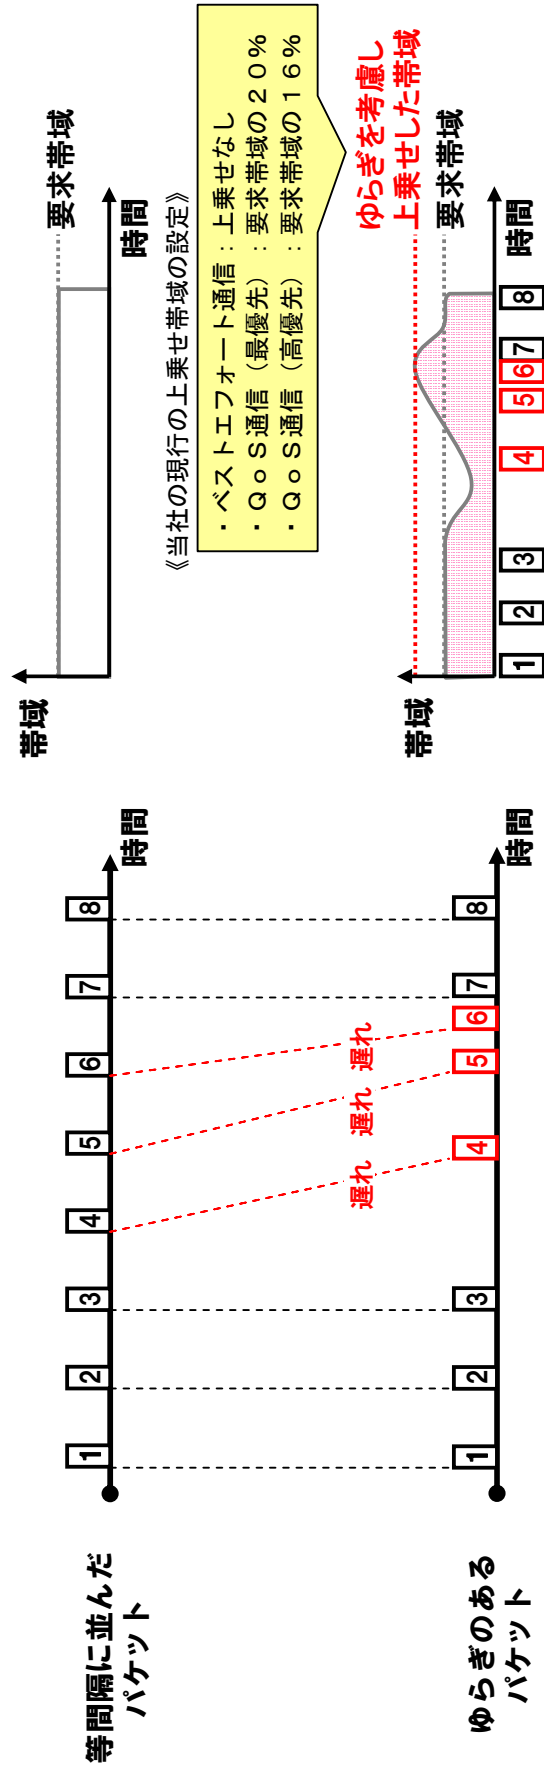 等間隔に並んだ
パケット
1 2 3 4 5 6 7 8
時間
遅れ 遅れ 遅れ
ゆらぎのある
パケット
1 2 3 4 5 6 7 8
時間
帯域
要求帯域
時間
《当社の現行の上乗せ帯域の設定》
・ベストエフォート通信：上乗せなし
・ＱｏＳ通信（最優先）：要求帯域の２０％
・ＱｏＳ通信（高優先）：要求帯域の１６％
ゆらぎを考慮し
上乗せした帯域
帯域
要求帯域
時間
1 2 3 4 5 6 7 8